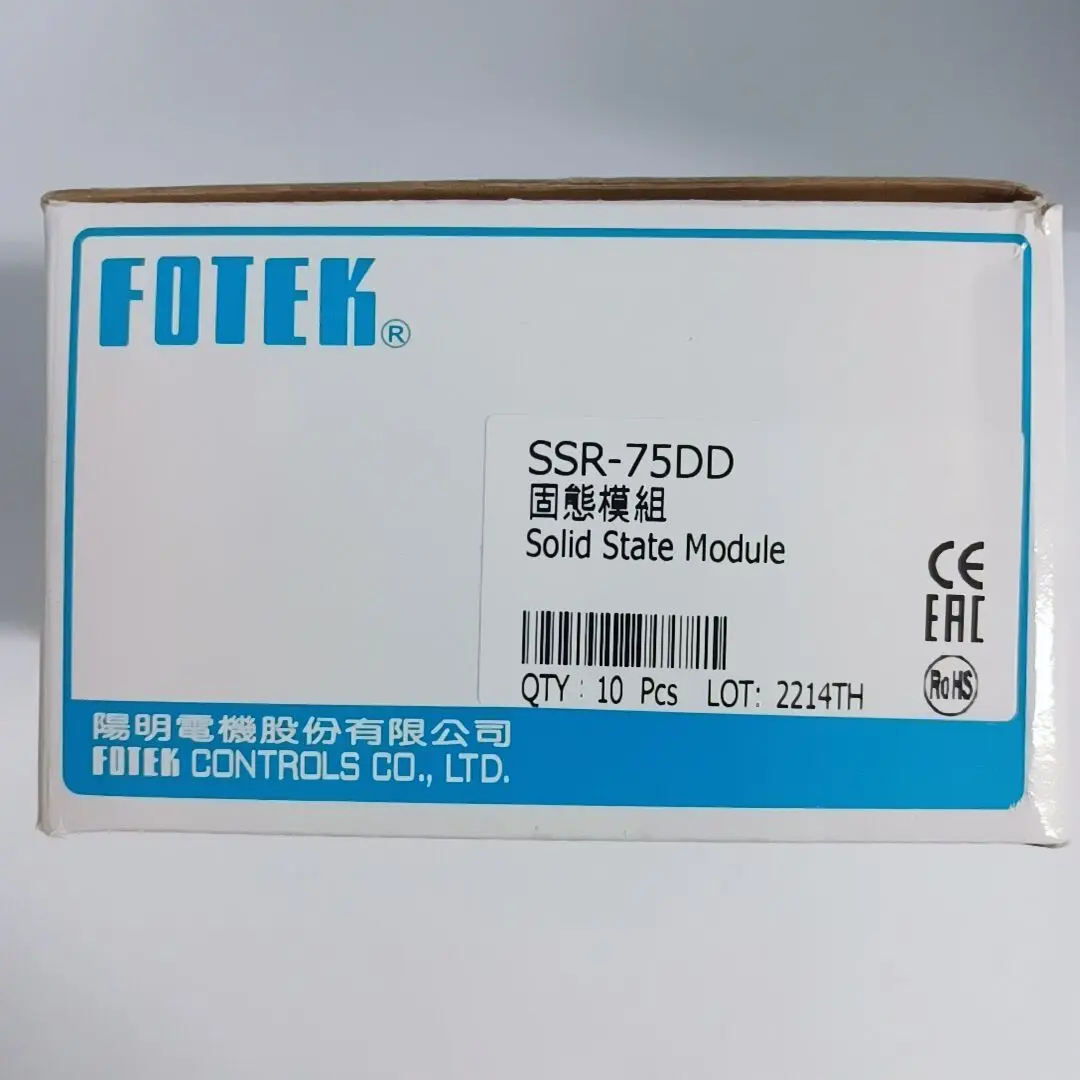 FOTEK®
SSR-75DD
固態模組
Solid State Module
CE
EAC
QTY : 10 Pcs LOT: 2214TH
RoHS
陽明電機股份有限公司
FOTEK CONTROLS CO., LTD.